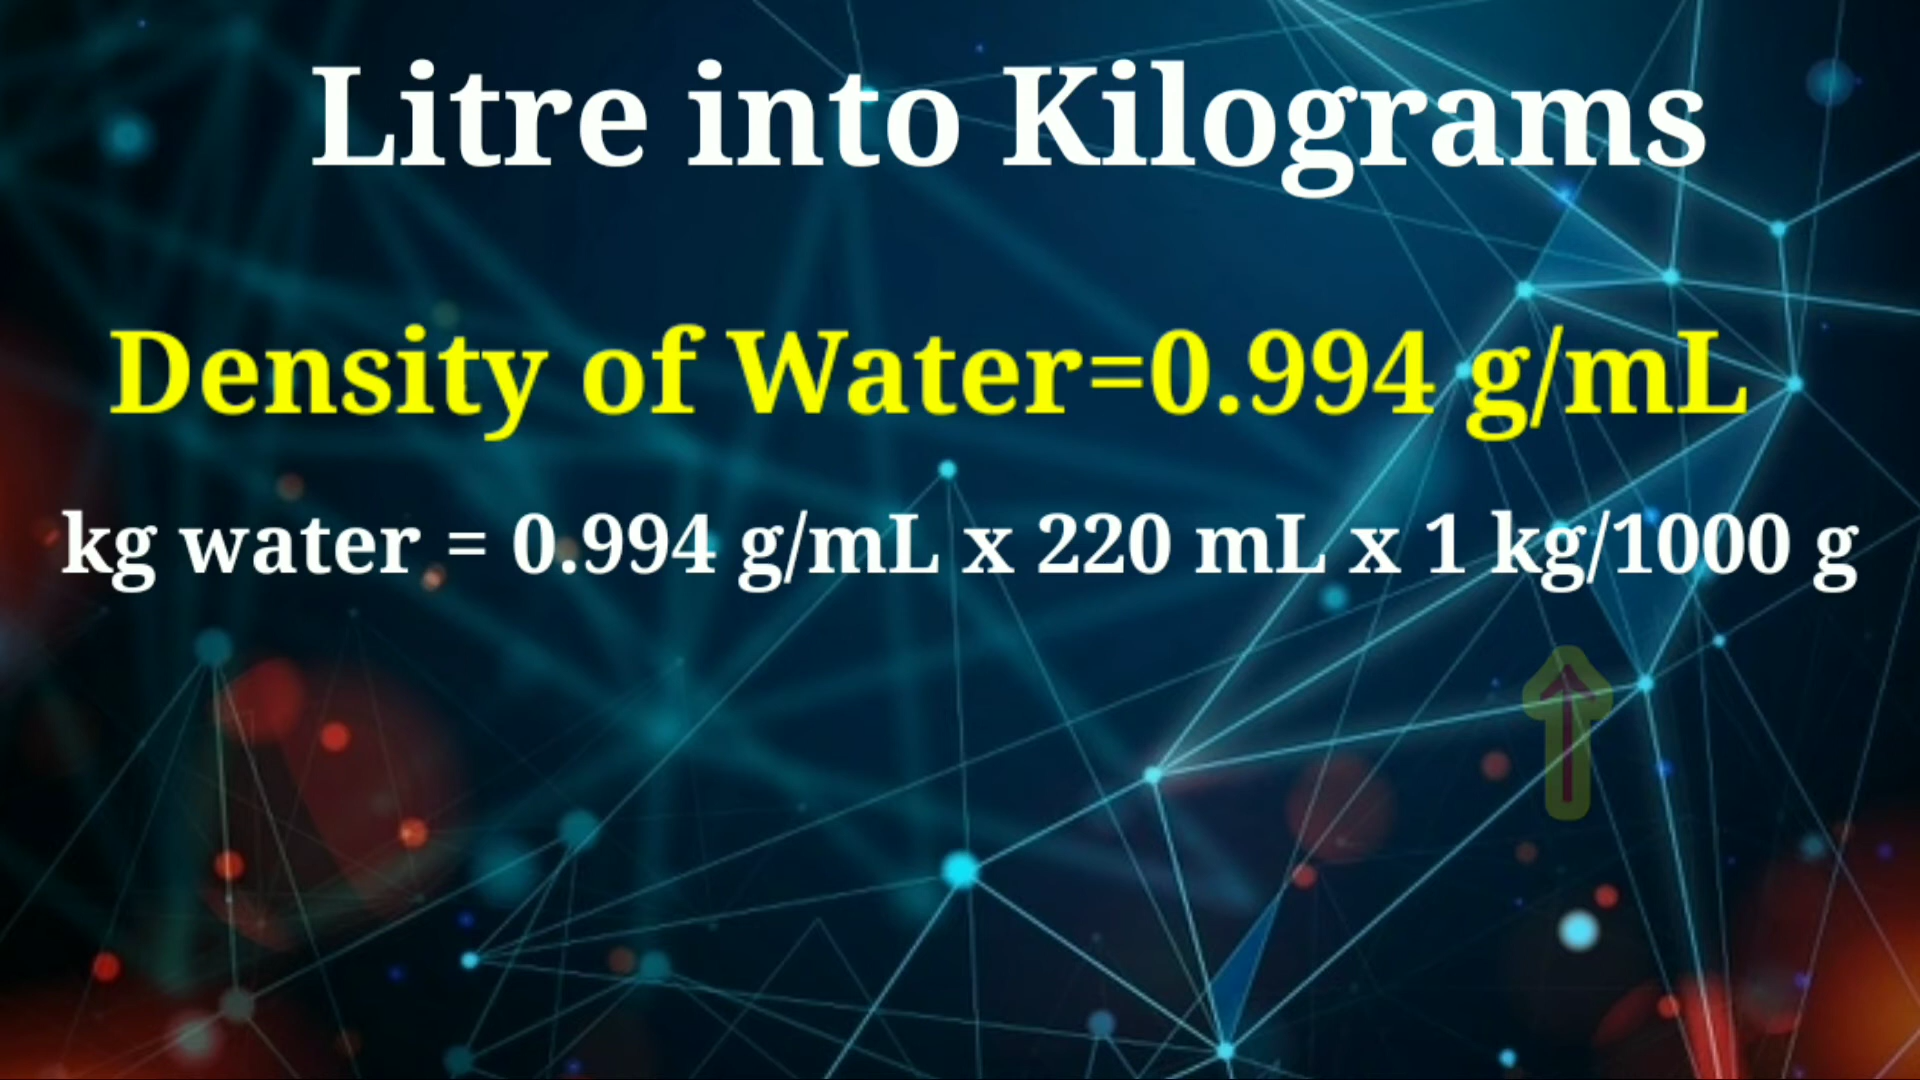 Litre into Kilograms
Density of Water=0.994 g/mL
kg water = 0.994 g/mL x 220 mL x 1 kg/1000 g